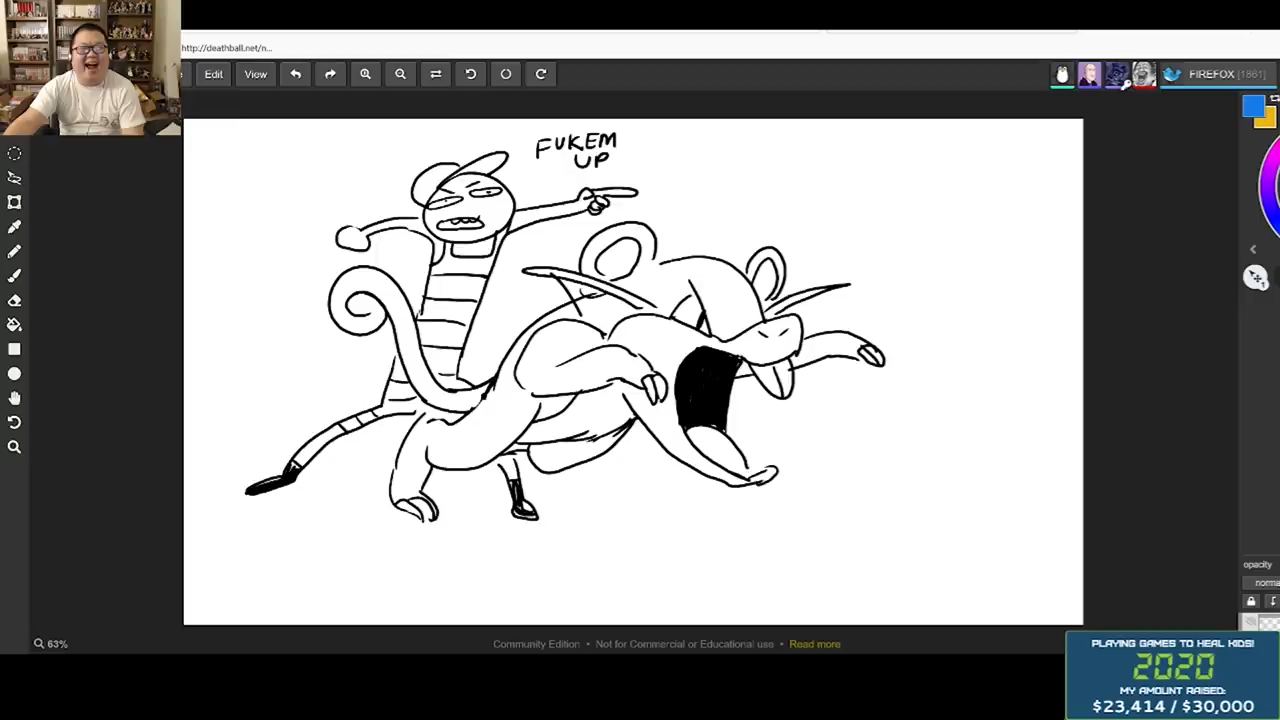 http://deathball.net/n...
Edit View FIREFOX [1861]
FUKEM
UP
opacity
norma
63%
Community Edition • Not for Commercial or Educational use • Read more
PLAYING GAMES TO HEAL KIDS!
2020
MY AMOUNT RAISED:
$23,414 / $30,000